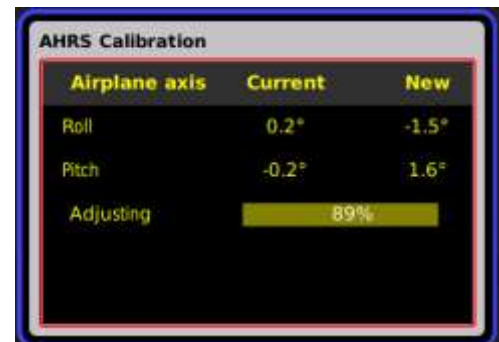 AHRS Calibration
Airplane axis Current New
Roll 0.2° -1.5°
Pitch -0.2° 1.6°
Adjusting 89%